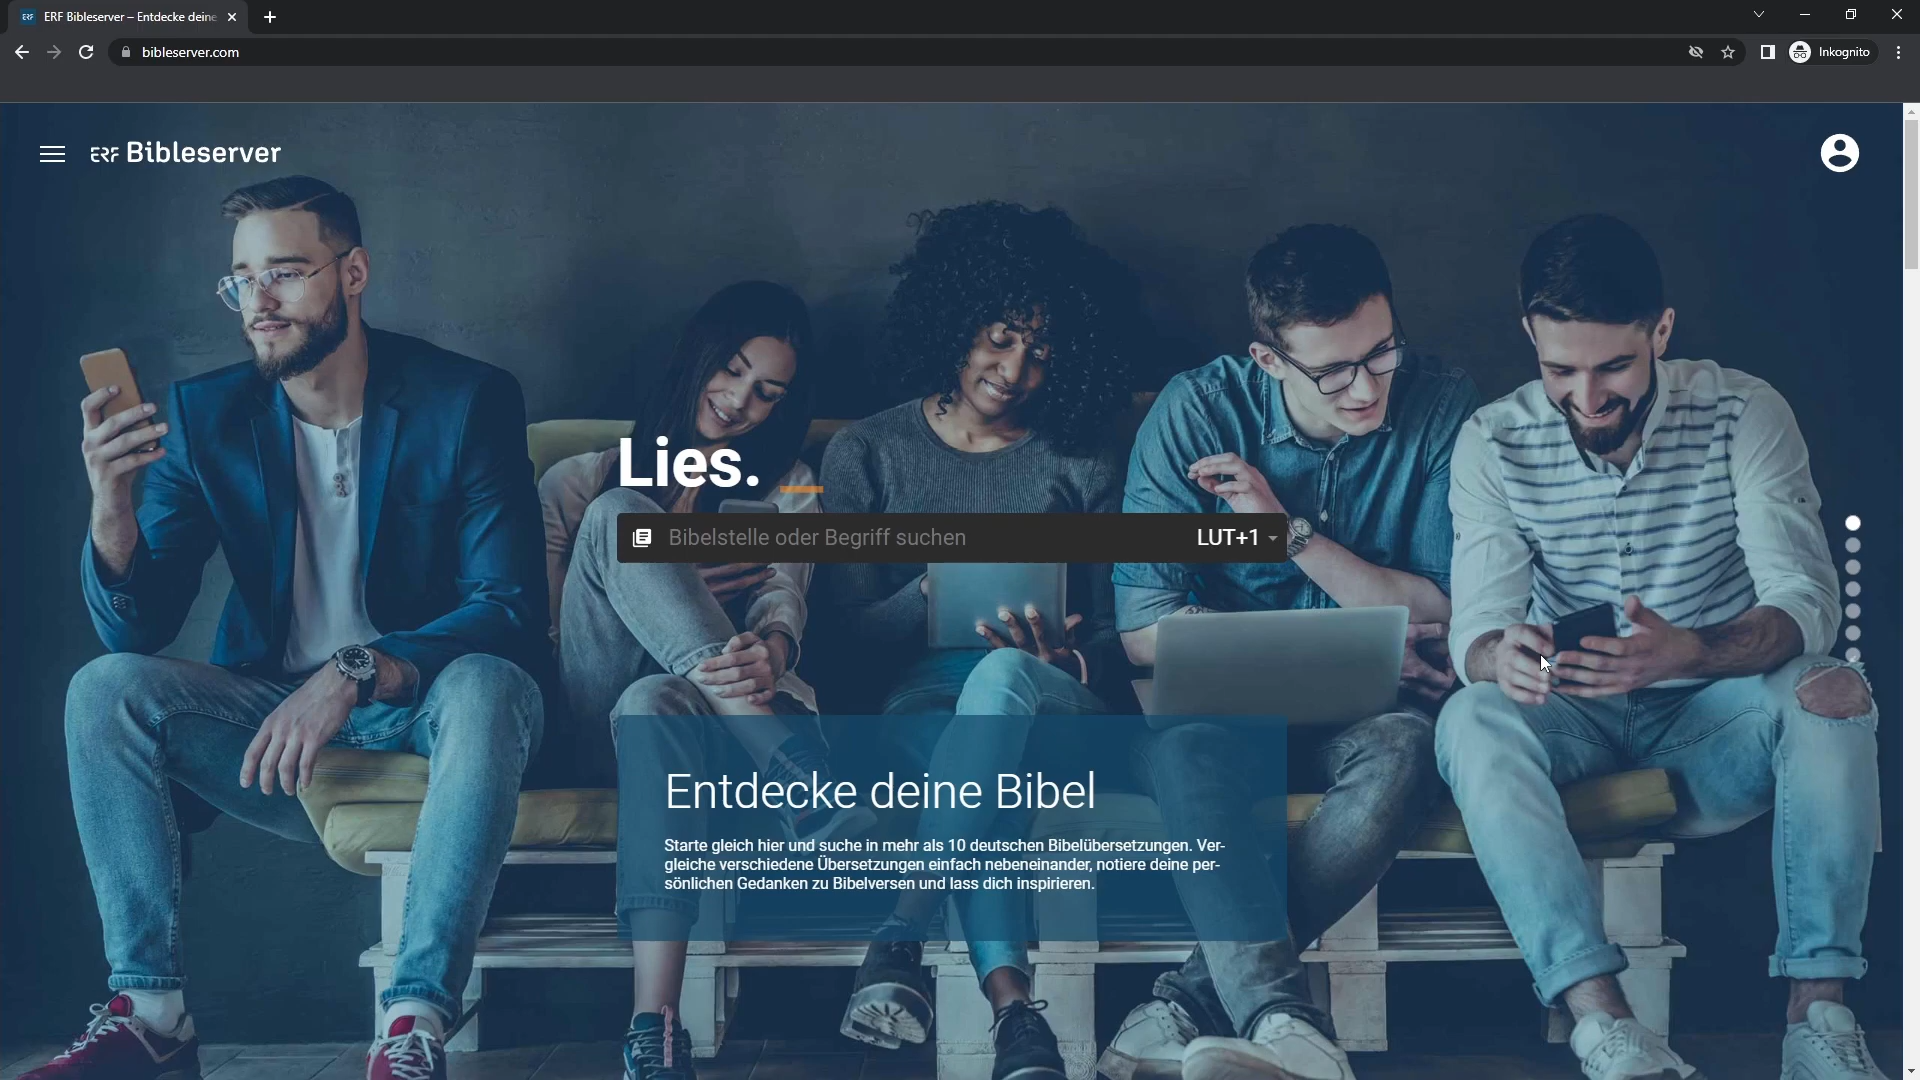 ERF Bibleserver – Entdecke deine
bibleserver.com
Inkognito
ERF Bibleserver
Lies. _
Bibelstelle oder Begriff suchen
LUT+1
Entdecke deine Bibel
Starte gleich hier und suche in mehr als 10 deutschen Bibelübersetzungen. Ver-
gleiche verschiedene Übersetzungen einfach nebeneinander, notiere deine per-
sönlichen Gedanken zu Bibelversen und lass dich inspirieren.